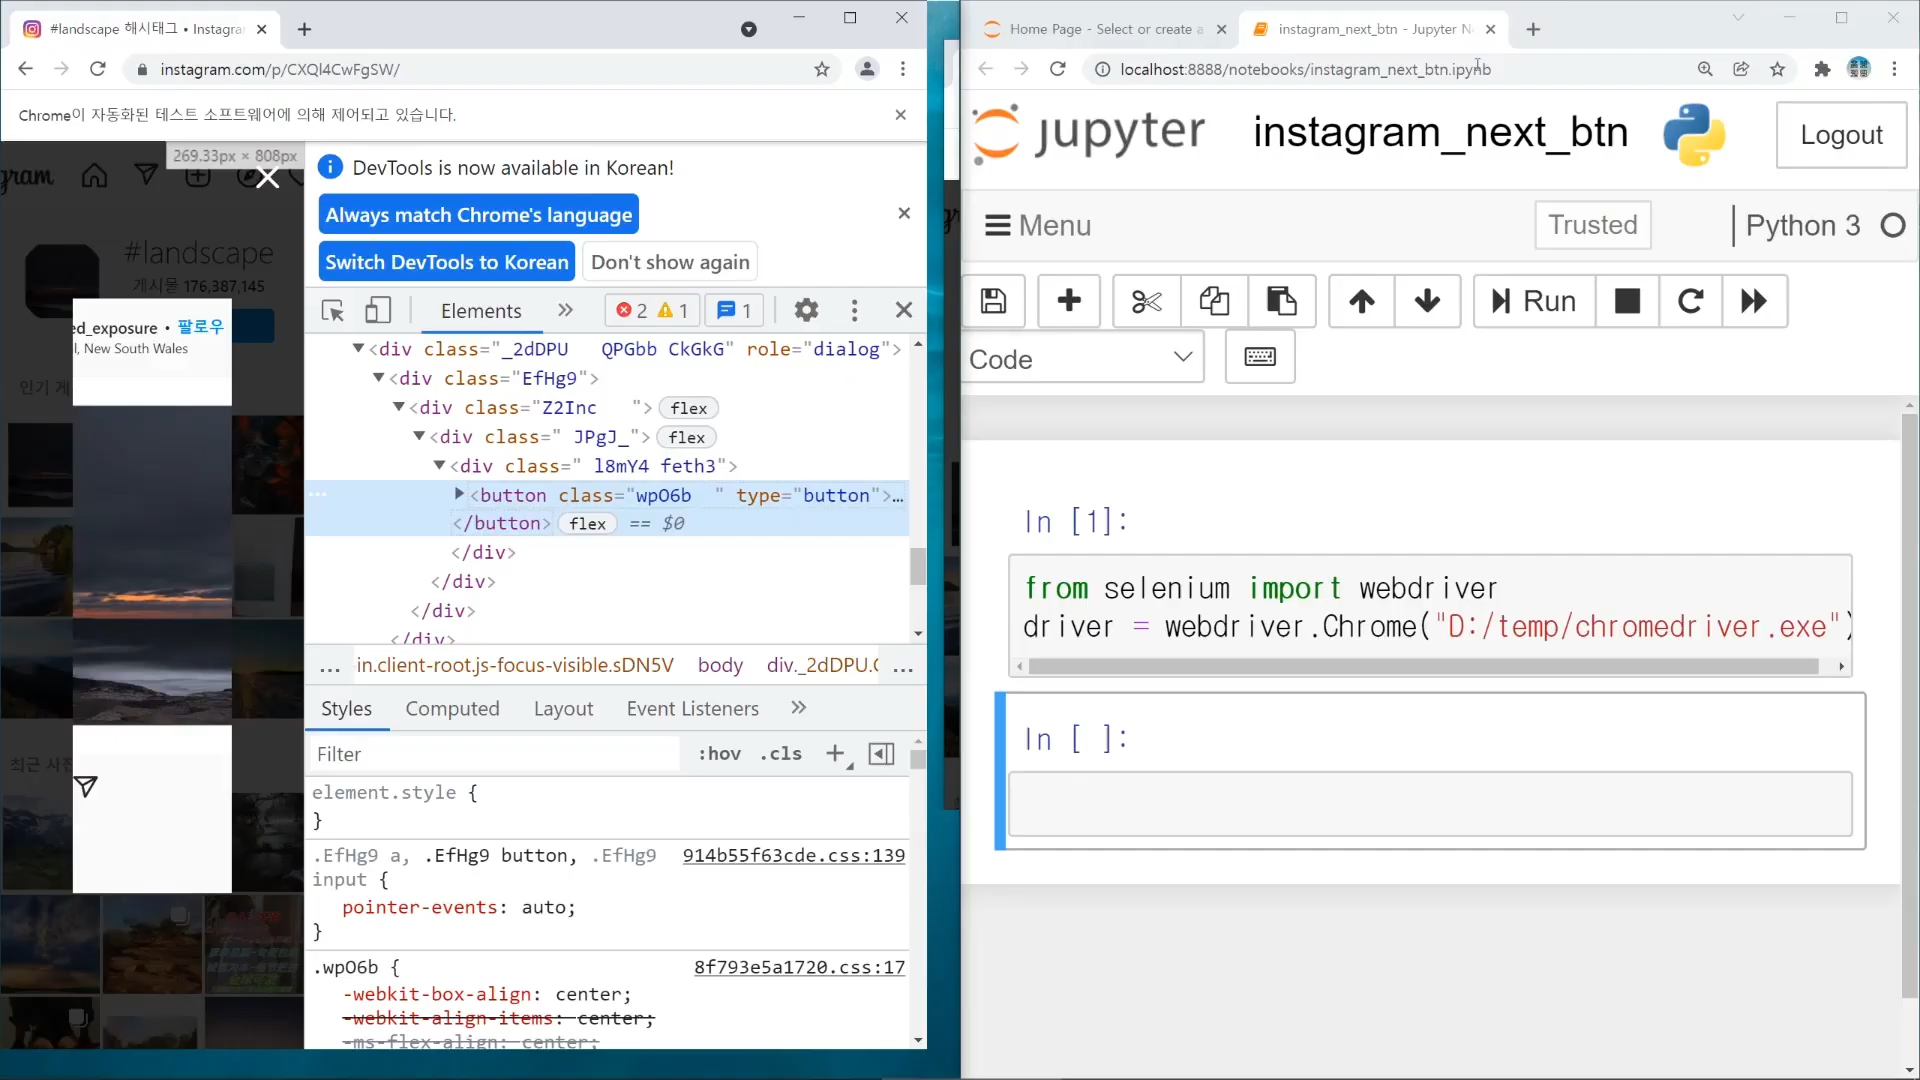 #landscape 해시태그 • Instagra
instagram.com/p/CXQl4CwFgSW/
Chrome이 자동화된 테스트 소프트웨어에 의해 제어되고 있습니다.
269.33px × 808px
gram
#landscape
게시물 176,387,145
ed_exposure • 팔로우
l, New South Wales
인기 게
최근 사진
DevTools is now available in Korean!
Always match Chrome's language
Switch DevTools to Korean
Don't show again
Elements
2
1
1
<div class="_2dDPU QPGbb CkGkG" role="dialog">
<div class="EfHg9">
<div class="Z2Inc "> flex
<div class=" JPgJ_"> flex
<div class=" l8mY4 feth3">
... <button class="wpO6b " type="button">…
</button> flex == $0
</div>
</div>
</div>
</div>
... in.client-root.js-focus-visible.sDN5V body div._2dDPU.Q ...
Styles Computed Layout Event Listeners
Filter
:hov .cls
element.style {
}
.EfHg9 a, .EfHg9 button, .EfHg9 914b55f63cde.css:139
input {
pointer-events: auto;
}
.wpO6b { 8f793e5a1720.css:17
-webkit-box-align: center;
-webkit-align-items: center;
-ms-flex-align: center;
Home Page - Select or create a
instagram_next_btn - Jupyter N
localhost:8888/notebooks/instagram_next_btn.ipynb
jupyter
instagram_next_btn
Logout
Menu
Trusted
Python 3
Run
Code
In [1]:
from selenium import webdriver
driver = webdriver.Chrome("D:/temp/chromedriver.exe")
In [ ]: